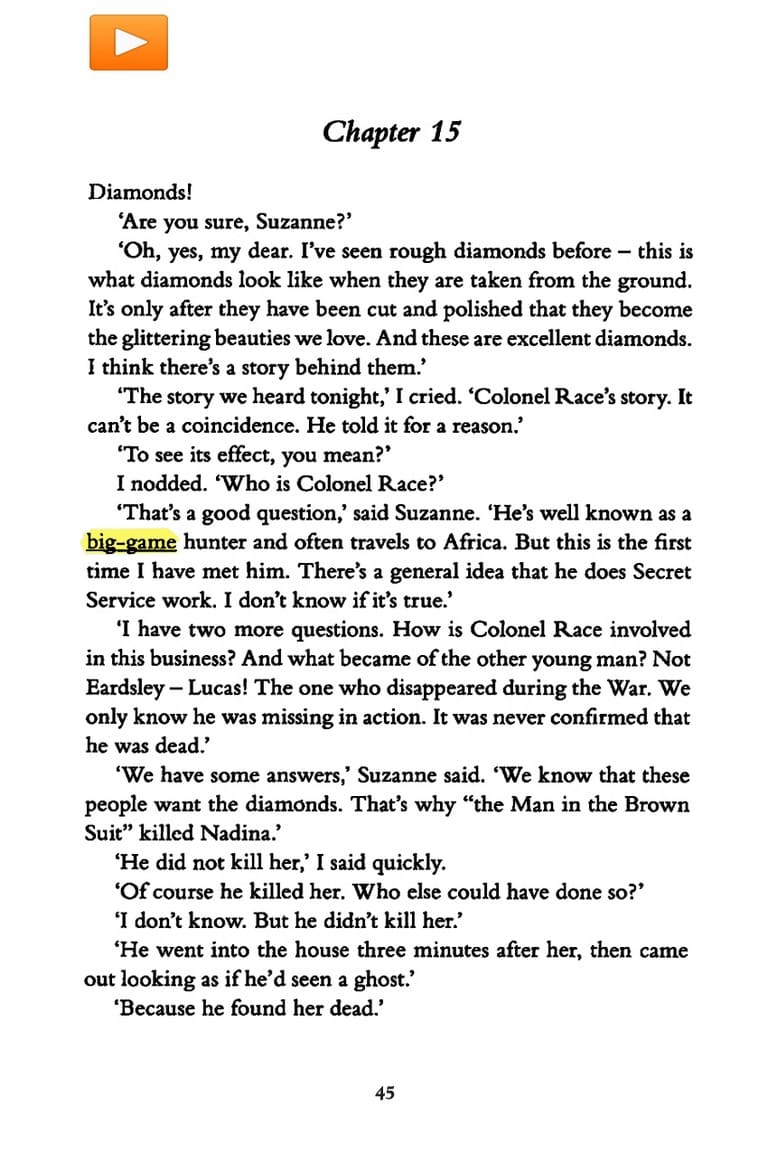 Chapter 15
Diamonds!
‘Are you sure, Suzanne?’
‘Oh, yes, my dear. I’ve seen rough diamonds before – this is
what diamonds look like when they are taken from the ground.
It’s only after they have been cut and polished that they become
the glittering beauties we love. And these are excellent diamonds.
I think there’s a story behind them.’
‘The story we heard tonight,’ I cried. ‘Colonel Race’s story. It
can’t be a coincidence. He told it for a reason.’
‘To see its effect, you mean?’
I nodded. ‘Who is Colonel Race?’
‘That’s a good question,’ said Suzanne. ‘He’s well known as a
big-game hunter and often travels to Africa. But this is the first
time I have met him. There’s a general idea that he does Secret
Service work. I don’t know if it’s true.’
‘I have two more questions. How is Colonel Race involved
in this business? And what became of the other young man? Not
Eardsley – Lucas! The one who disappeared during the War. We
only know he was missing in action. It was never confirmed that
he was dead.’
‘We have some answers,’ Suzanne said. ‘We know that these
people want the diamonds. That’s why “the Man in the Brown
Suit” killed Nadina.’
‘He did not kill her,’ I said quickly.
‘Of course he killed her. Who else could have done so?’
‘I don’t know. But he didn’t kill her.’
‘He went into the house three minutes after her, then came
out looking as if he’d seen a ghost.’
‘Because he found her dead.’
45